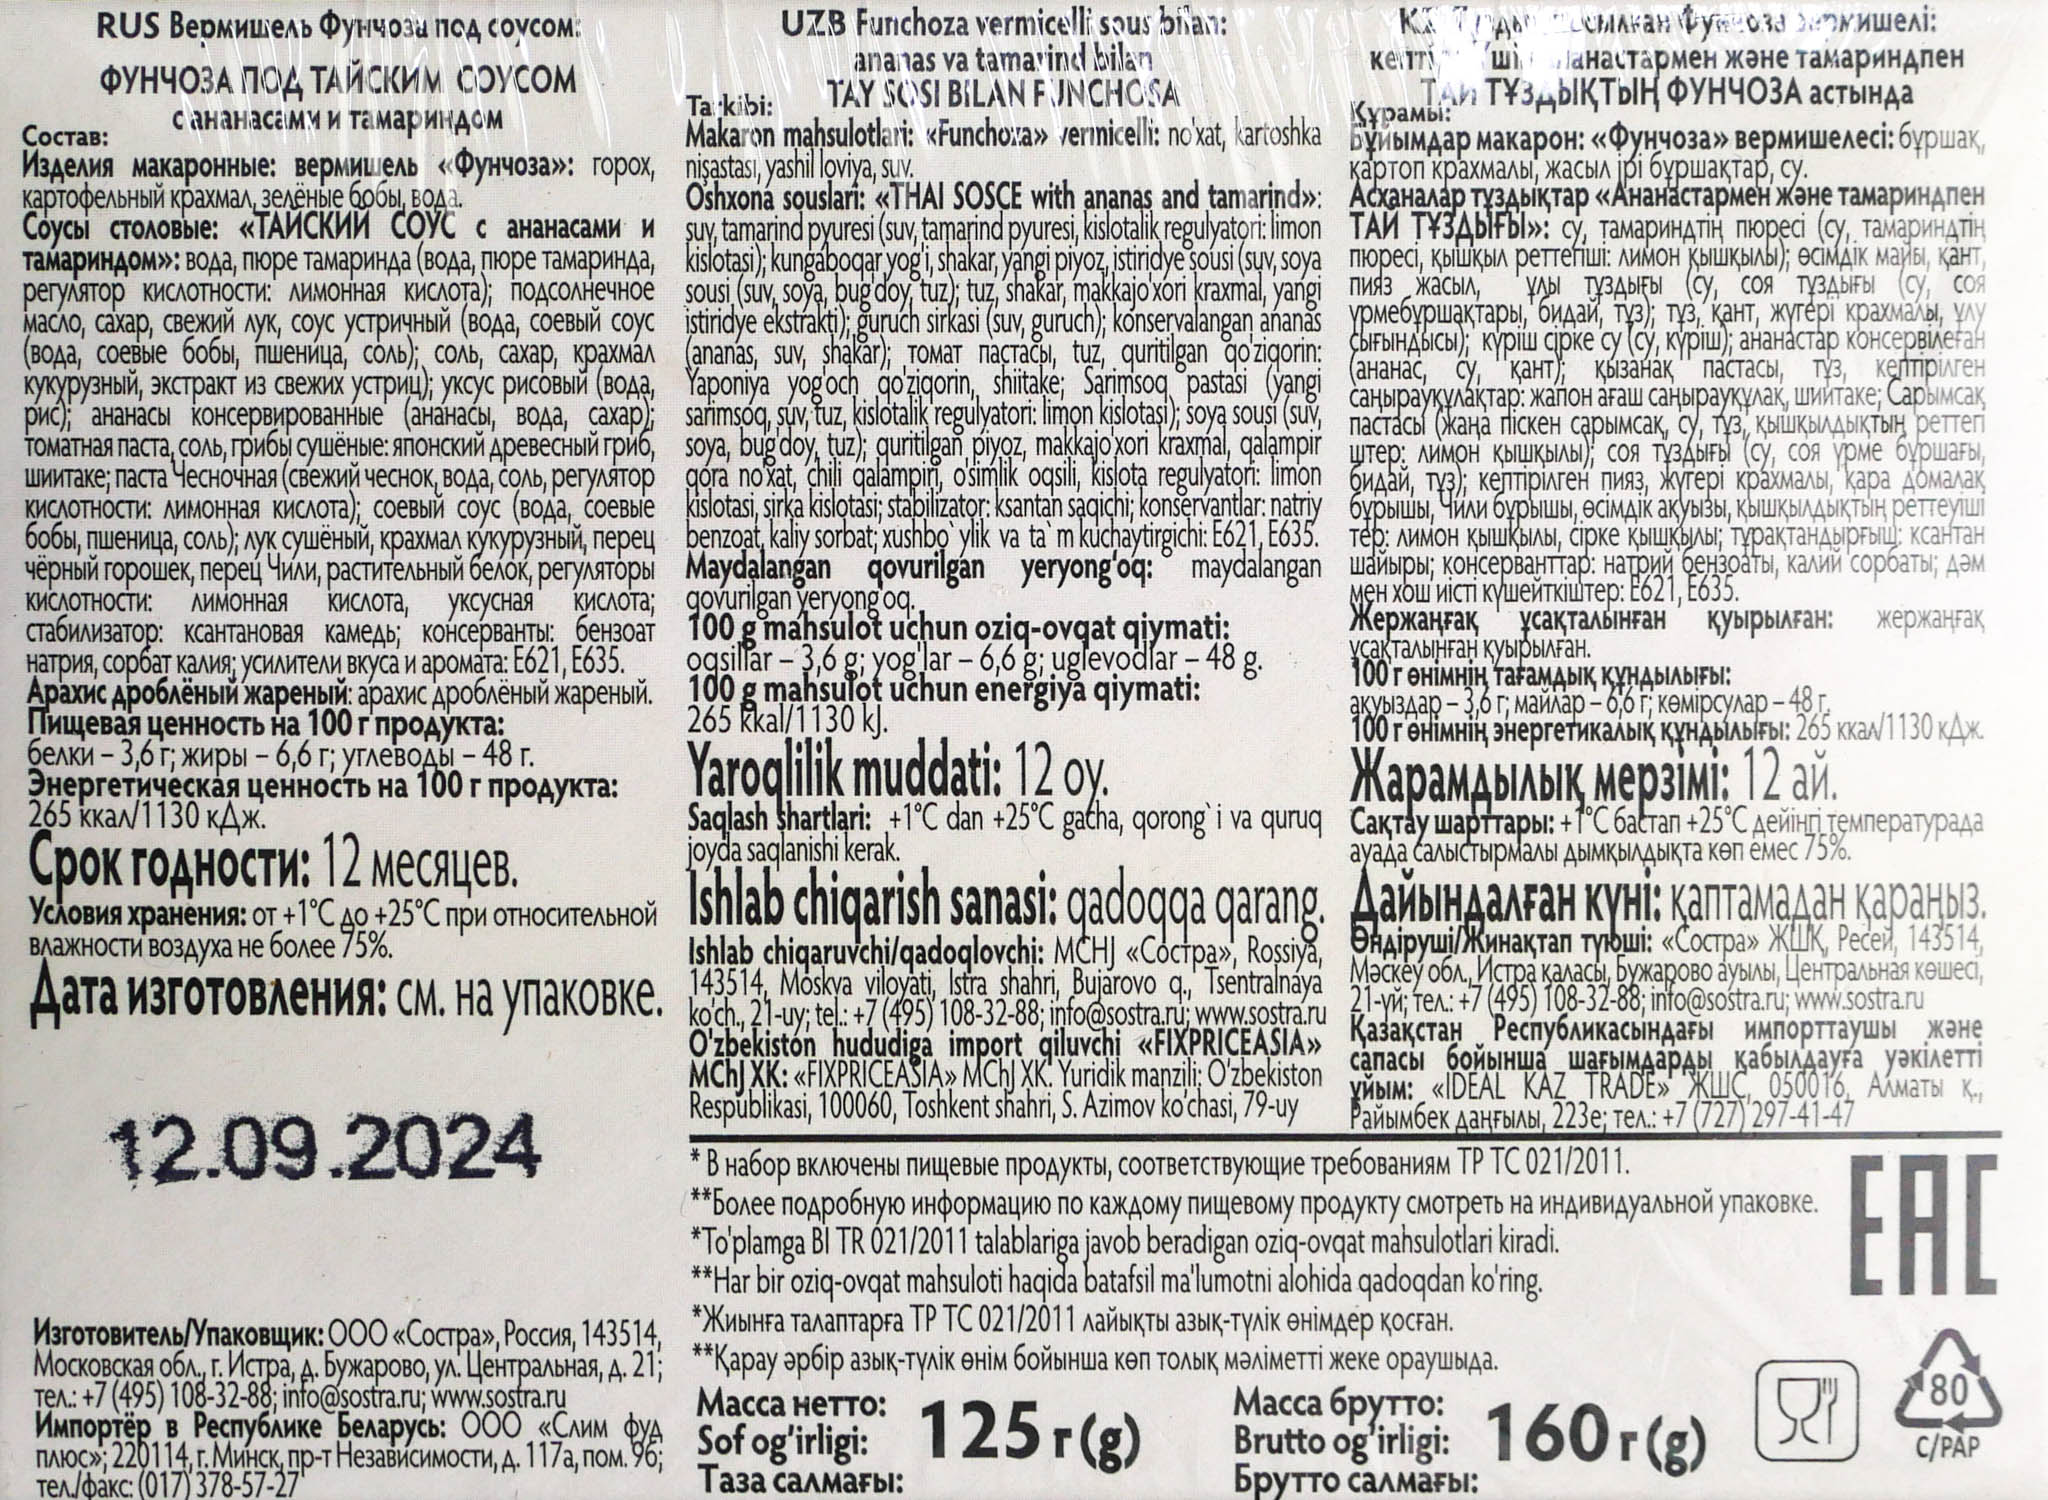 RUS Вермишель Фунчоза под соусом:
ФУНЧОЗА ПОД ТАЙСКИМ СОУСОМ
с ананасами и тамариндом
Состав:
Изделия макаронные: вермишель «Фунчоза»: горох,
картофельный крахмал, зелёные бобы, вода.
Соусы столовые: «ТАЙСКИЙ СОУС с ананасами и
тамариндом»: вода, пюре тамаринда (вода, пюре тамаринда,
регулятор кислотности: лимонная кислота); подсолнечное
масло, сахар, свежий лук, соус устричный (вода, соевый соус
(вода, соевые бобы, пшеница, соль); соль, сахар, крахмал
кукурузный, экстракт из свежих устриц); уксус рисовый (вода,
рис); ананасы консервированные (ананасы, вода, сахар);
томатная паста, соль, грибы сушёные: японский древесный гриб,
шиитаке; паста Чесночная (свежий чеснок, вода, соль, регулятор
кислотности: лимонная кислота); соевый соус (вода, соевые
бобы, пшеница, соль); лук сушёный, крахмал кукурузный, перец
чёрный горошек, перец Чили, растительный белок, регуляторы
кислотности: лимонная кислота, уксусная кислота;
стабилизатор: ксантановая камедь; консерванты: бензоат
натрия, сорбат калия; усилители вкуса и аромата: Е621, Е635.
Арахис дроблёный жареный: арахис дроблёный жареный.
Пищевая ценность на 100 г продукта:
белки – 3,6 г; жиры – 6,6 г; углеводы – 48 г.
Энергетическая ценность на 100 г продукта:
265 ккал/1130 кДж.
Срок годности: 12 месяцев.
Условия хранения: от +1°С до +25°С при относительной
влажности воздуха не более 75%.
Дата изготовления: см. на упаковке.
12.09.2024
Изготовитель/Упаковщик: ООО «Состра», Россия, 143514,
Московская обл., г. Истра, д. Бужарово, ул. Центральная, д. 21;
тел.: +7 (495) 108-32-88; info@sostra.ru; www.sostra.ru
Импортёр в Республике Беларусь: ООО «Слим фуд
плюс»; 220114, г. Минск, пр-т Независимости, д. 117а, пом. 96;
тел./факс: (017) 378-57-27
UZB Funchoza vermicelli sous bilan:
ananas va tamarind bilan
TAY SOSI BILAN FUNCHOSA
Tarkibi:
Makaron mahsulotlari: «Funchoza» vermicelli: no'xat, kartoshka
nişastası, yashil loviya, suv.
Oshxona souslari: «THAI SOSCE with ananas and tamarind»:
suv, tamarind pyuresi (suv, tamarind pyuresi, kislotalik regulyatori: limon
kislotasi); kungaboqar yog'i, shakar, yangi piyoz, istiridye sousi (suv, soya
sousi (suv, soya, bug'doy, tuz); tuz, shakar, makkajo'xori kraxmal, yangi
istiridye ekstrakti); guruch sirkasi (suv, guruch); konservalangan ananas
(ananas, suv, shakar); томат пастасы, tuz, quritilgan qo'ziqorin:
Yaponiya yog'och qo'ziqorin, shiitake; Sarimsoq pastasi (yangi
sarimsoq, suv, tuz, kislotalik regulyatori: limon kislotasi); soya sousi (suv,
soya, bug'doy, tuz); quritilgan piyoz, makkajo'xori kraxmal, qalampir
qora no'xat, chili qalampiri, o'simlik oqsili, kislota regulyatori: limon
kislotasi, sirka kislotasi; stabilizator: ksantan saqichi; konservantlar: natriy
benzoat, kaliy sorbat; xushbo`ylik va ta`m kuchaytirgichi: E621, E635.
Maydalangan qovurilgan yeryong'oq: maydalangan
qovurilgan yeryong'oq.
100 g mahsulot uchun oziq-ovqat qiymati:
oqsillar – 3,6 g; yog'lar – 6,6 g; uglevodlar – 48 g.
100 g mahsulot uchun energiya qiymati:
265 kkal/1130 kJ.
Yaroqlilik muddati: 12 oy.
Saqlash shartlari: +1°C dan +25°C gacha, qorong`i va quruq
joyda saqlanishi kerak.
Ishlab chiqarish sanasi: qadoqqa qarang.
Ishlab chiqaruvchi/qadoqlovchi: MCHJ «Состра», Rossiya,
143514, Moskva viloyati, Istra shahri, Bujarovo q., Tsentralnaya
ko'ch., 21-uy; tel.: +7 (495) 108-32-88; info@sostra.ru; www.sostra.ru
O'zbekiston hududiga import qiluvchi «FIXPRICEASIA»
MChJ XK: «FIXPRICEASIA» MChJ XK. Yuridik manzili: O'zbekiston
Respublikasi, 100060, Toshkent shahri, S. Azimov ko'chasi, 79-uy
Фунчоза вермишелі:
ананастармен және тамариндпен
ТАЙ ТҰЗДЫҚТЫҢ ФУНЧОЗА астында
Құрамы:
Бұйымдар макарон: «Фунчоза» вермишелесі: бұршақ,
картоп крахмалы, жасыл ірі бұршақтар, су.
Асханалар тұздықтар «Ананастармен және тамариндпен
ТАЙ ТҰЗДЫҒЫ»: су, тамариндтің пюресі (су, тамариндтің
пюресі, қышқыл реттегіші: лимон қышқылы); өсімдік майы, қант,
пияз жасыл, ұлы тұздығы (су, соя тұздығы (су, соя
үрмебұршақтары, бидай, тұз); тұз, қант, жүгері крахмалы, ұлу
сығындысы); күріш сірке су (су, күріш); ананастар консервілеген
(ананас, су, қант); қызанақ пастасы, тұз, кептірілген
саңырауқұлақтар: жапон ағаш саңырауқұлақ, шиитаке; Сарымсақ
пастасы (жаңа піскен сарымсақ, су, тұз, қышқылдықтың реттегі
штер: лимон қышқылы); соя тұздығы (су, соя үрме бұршағы,
бидай, тұз); кептірілген пияз, жүгері крахмалы, қара домалақ
бұрышы, Чили бұрышы, өсімдік ақуызы, қышқылдықтың реттеуіші
тер: лимон қышқылы, сірке қышқылы; тұрақтандырғыш: ксантан
шайыры; консерванттар: натрий бензоаты, калий сорбаты; дәм
мен хош иісті күшейткіштер: Е621, Е635.
Жержаңғақ ұсақталынған қуырылған: жержаңғақ
ұсақталынған қуырылған.
100 г өнімнің тағамдық құндылығы:
ақуыздар – 3,6 г; майлар – 6,6 г; көмірсулар – 48 г.
100 г өнімнің энергетикалық құндылығы: 265 ккал/1130 кДж.
Жарамдылық мерзімі: 12 ай.
Сақтау шарттары: +1°С бастап +25°С дейінгі температурада
ауада салыстырмалы дымқылдықта көп емес 75%.
Дайындалған күні: қаптамадан қараңыз.
Өндіруші/Жинақтап түюші: «Состра» ЖШҚ, Ресей, 143514,
Мәскеу обл., Истра қаласы, Бужарово ауылы, Центральная көшесі,
21-үй; тел.: +7 (495) 108-32-88; info@sostra.ru; www.sostra.ru
Қазақстан Республикасындағы импорттаушы және
сапасы бойынша шағымдарды қабылдауға уәкілетті
ұйым: «IDEAL KAZ TRADE» ЖШС, 050016, Алматы қ.,
Райымбек даңғылы, 223е; тел.: +7 (727) 297-41-47
* В набор включены пищевые продукты, соответствующие требованиям ТР ТС 021/2011.
**Более подробную информацию по каждому пищевому продукту смотреть на индивидуальной упаковке.
*To'plamga BI TR 021/2011 talablariga javob beradigan oziq-ovqat mahsulotlari kiradi.
**Har bir oziq-ovqat mahsuloti haqida batafsil ma'lumotni alohida qadoqdan ko'ring.
*Жиынға талаптарға ТР ТС 021/2011 лайықты азық-түлік өнімдер қосған.
**Қарау әрбір азық-түлік өнім бойынша көп толық мәліметті жеке ораушыда.
EAC
Масса нетто:
Sof og'irligi:
Таза салмағы:
125 г (g)
Масса брутто:
Brutto og'irligi:
Брутто салмағы:
160 г (g)
80
C/PAP